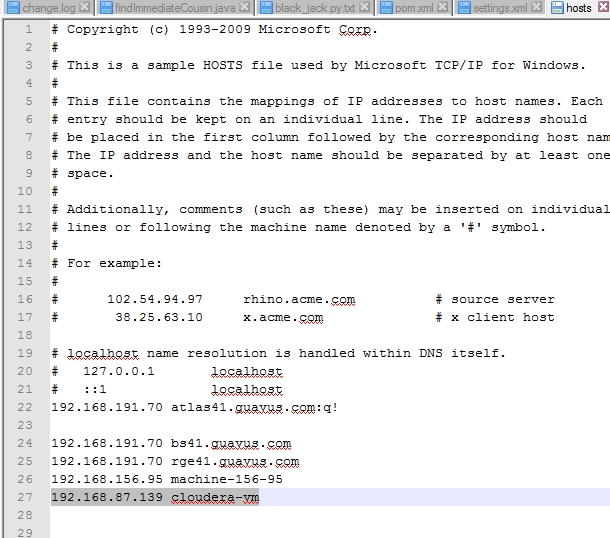 change.log findImmediateCousin.java black_jack.py.txt pom.xml settings.xml hosts
1 # Copyright (c) 1993-2009 Microsoft Corp.
2 #
3 # This is a sample HOSTS file used by Microsoft TCP/IP for Windows.
4 #
5 # This file contains the mappings of IP addresses to host names. Each
6 # entry should be kept on an individual line. The IP address should
7 # be placed in the first column followed by the corresponding host nam
8 # The IP address and the host name should be separated by at least one
9 # space.
10 #
11 # Additionally, comments (such as these) may be inserted on individual
12 # lines or following the machine name denoted by a '#' symbol.
13 #
14 # For example:
15 #
16 # 102.54.94.97 rhino.acme.com # source server
17 # 38.25.63.10 x.acme.com # x client host
18
19 # localhost name resolution is handled within DNS itself.
20 # 127.0.0.1 localhost
21 # ::1 localhost
22 192.168.191.70 atlas41.guavus.com:q!
23
24 192.168.191.70 bs41.guavus.com
25 192.168.191.70 rge41.guavus.com
26 192.168.156.95 machine-156-95
27 192.168.87.139 cloudera-vm
28
29